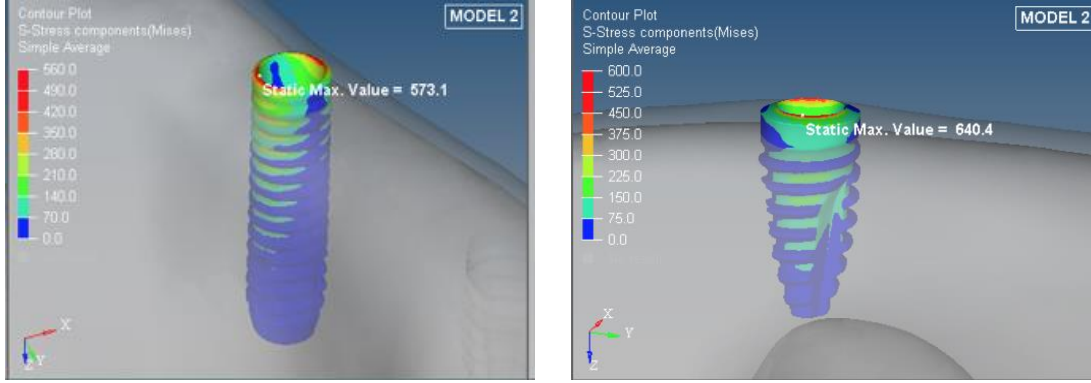 Contour Plot
S-Stress components(Mises)
Simple Average
MODEL 2
560.0
490.0
420.0
350.0
280.0
210.0
140.0
70.0
0.0
Static Max. Value = 573.1
X
Y
Z
Contour Plot
S-Stress components(Mises)
Simple Average
MODEL 2
600.0
525.0
450.0
375.0
300.0
225.0
150.0
75.0
0.0
Static Max. Value = 640.4
X
Y
Z